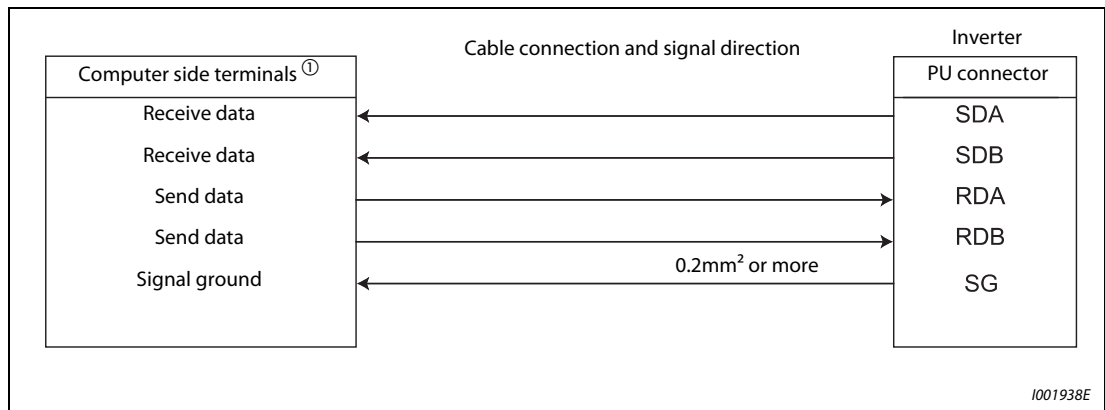 Cable connection and signal direction
Inverter
Computer side terminals ①
PU connector
Receive data
SDA
Receive data
SDB
Send data
RDA
Send data
RDB
Signal ground
0.2mm² or more
SG
I001938E